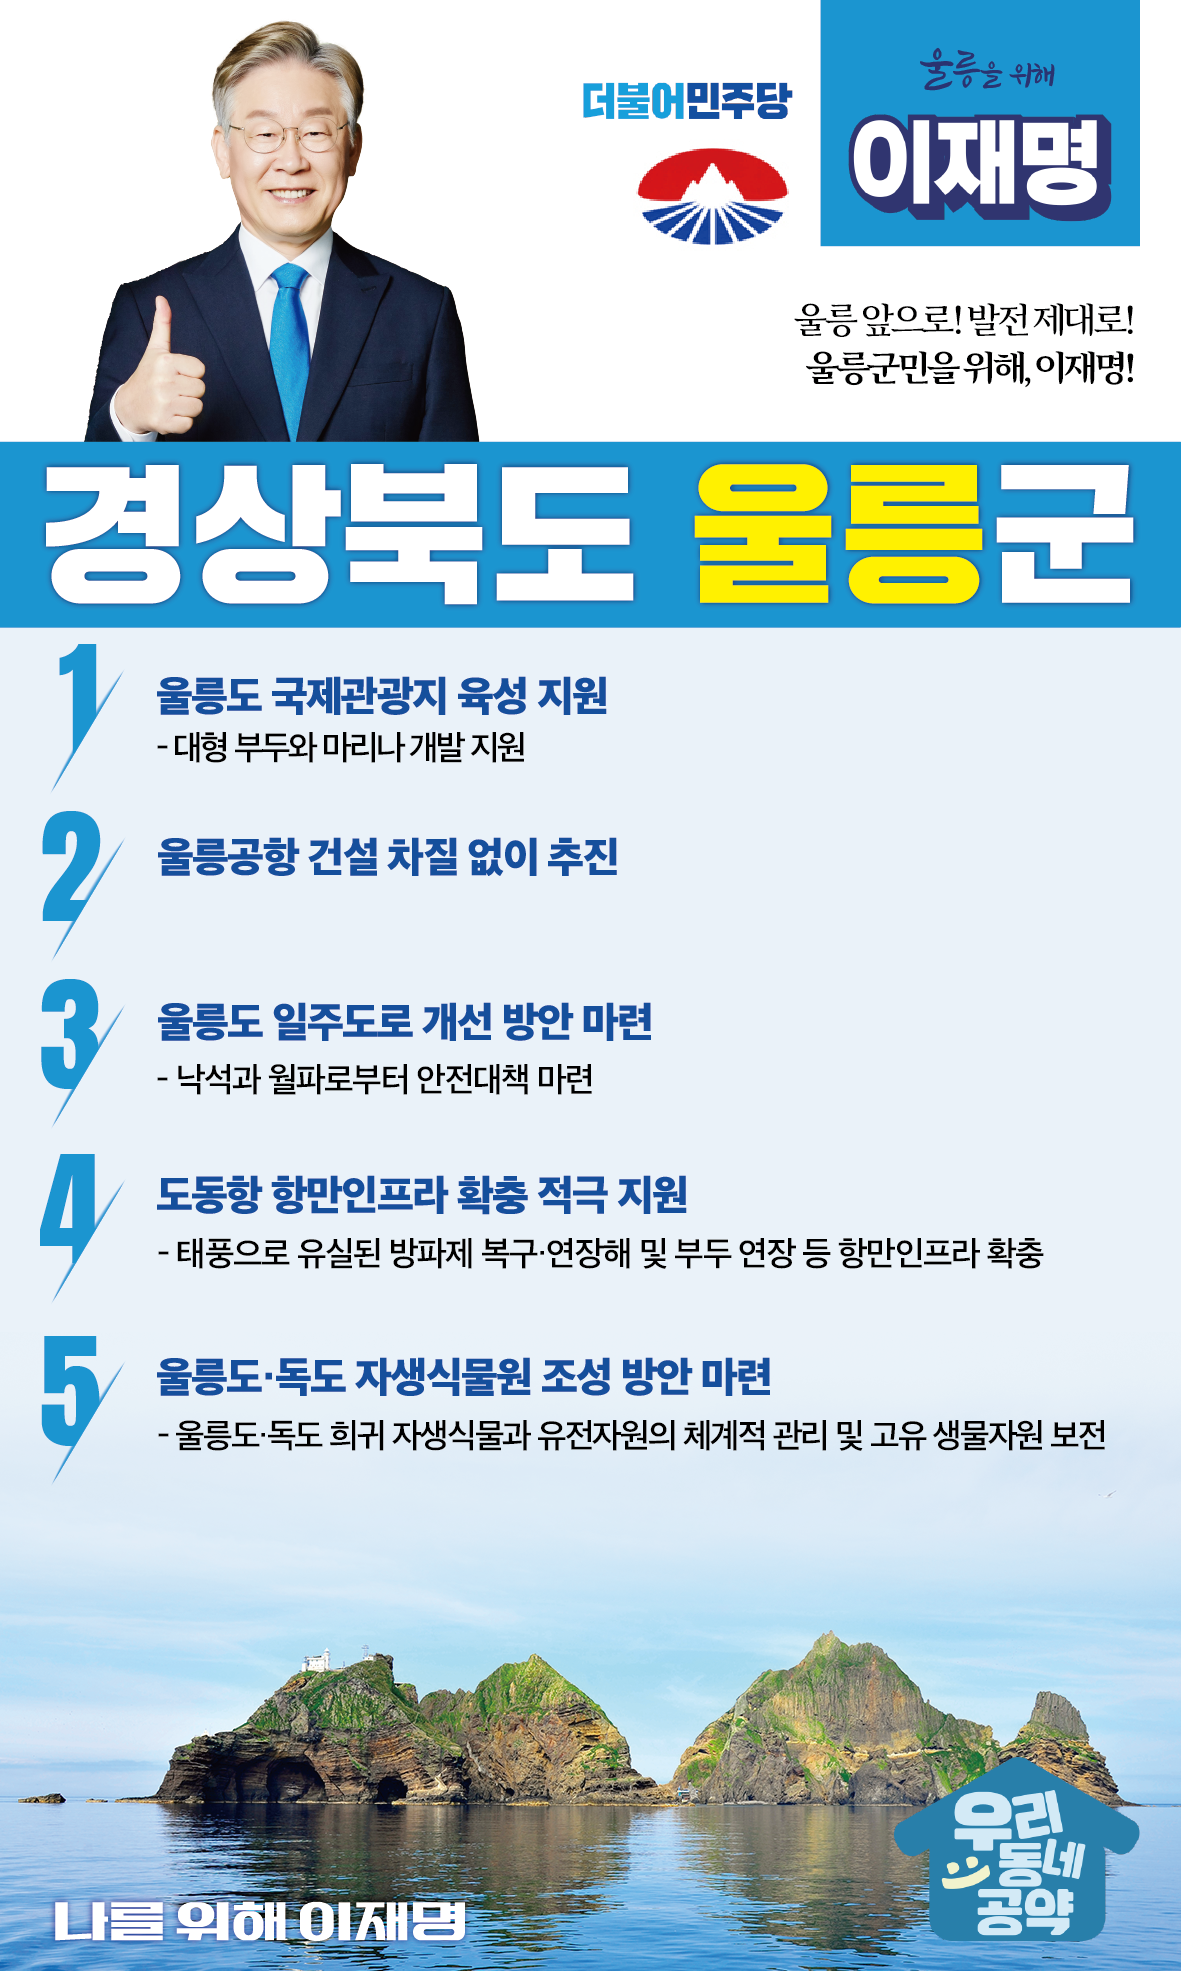 더불어민주당
울릉을 위해
이재명
울릉 앞으로! 발전 제대로!
울릉군민을 위해, 이재명!
경상북도 울릉군
1
울릉도 국제관광지 육성 지원
- 대형 부두와 마리나 개발 지원
2
울릉공항 건설 차질 없이 추진
3
울릉도 일주도로 개선 방안 마련
- 낙석과 월파로부터 안전대책 마련
4
도동항 항만인프라 확충 적극 지원
- 태풍으로 유실된 방파제 복구·연장해 및 부두 연장 등 항만인프라 확충
5
울릉도·독도 자생식물원 조성 방안 마련
- 울릉도·독도 희귀 자생식물과 유전자원의 체계적 관리 및 고유 생물자원 보전
우리
동네
공약
나를 위해 이재명